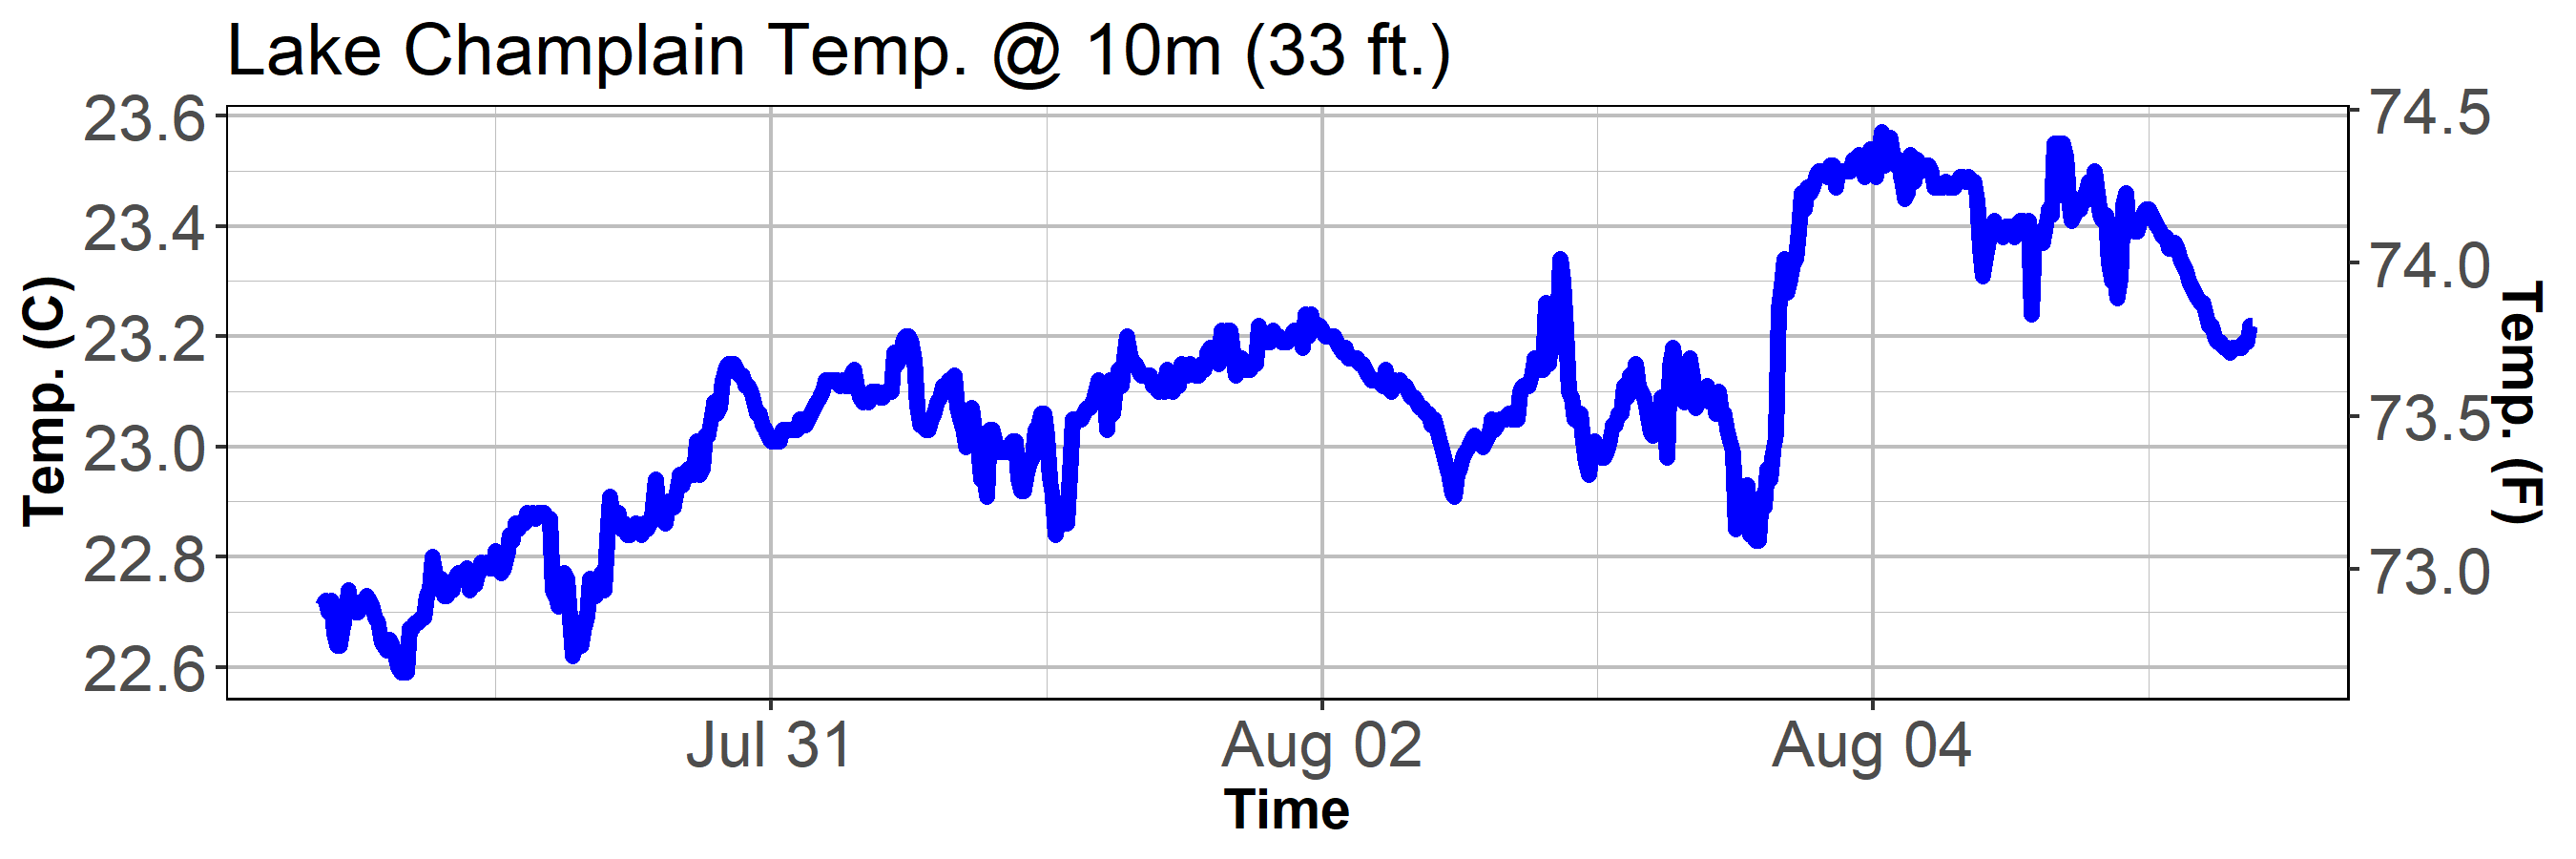 Lake Champlain Temp. @ 10m (33 ft.)
23.6
23.4
23.2
23.0
22.8
22.6
Temp. (C)
74.5
74.0
73.5
73.0
Temp. (F)
Jul 31
Aug 02
Aug 04
Time